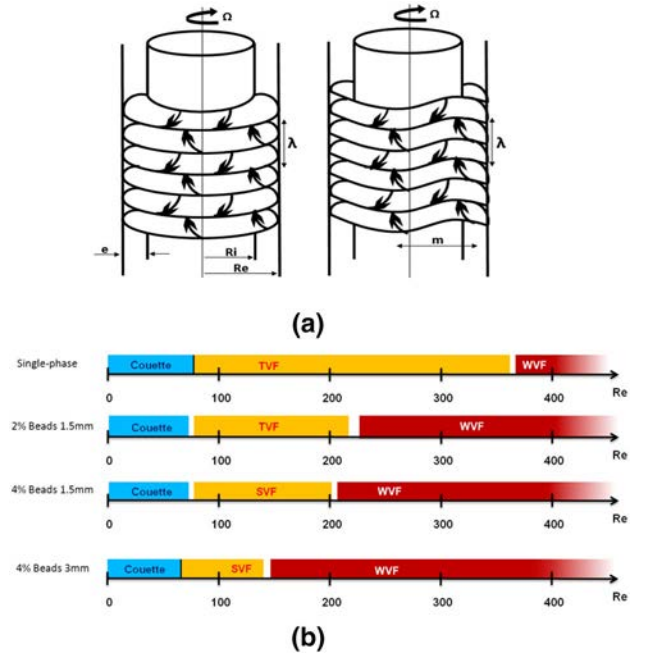 Ω Ω
λ λ
e Ri m
Re
(a)
Single-phase Couette TVF WVF
0 100 200 300 400 Re
2% Beads 1.5mm Couette TVF WVF
0 100 200 300 400 Re
4% Beads 1.5mm Couette SVF WVF
0 100 200 300 400 Re
4% Beads 3mm Couette SVF WVF
0 100 200 300 400 Re
(b)